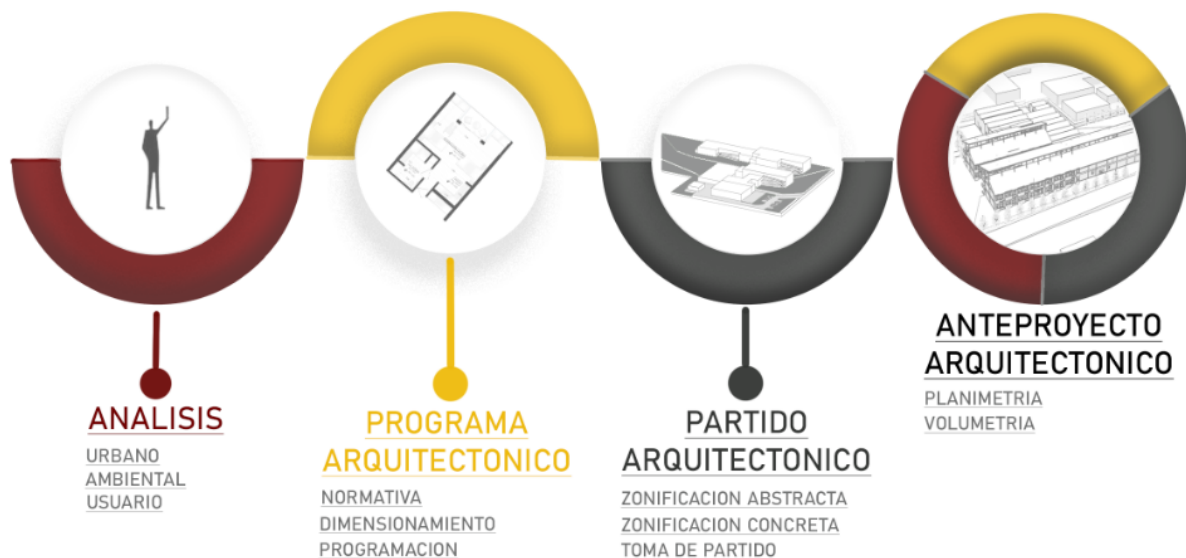 ANALISIS
URBANO
AMBIENTAL
USUARIO
PROGRAMA
ARQUITECTONICO
NORMATIVA
DIMENSIONAMIENTO
PROGRAMACION
PARTIDO
ARQUITECTONICO
ZONIFICACION ABSTRACTA
ZONIFICACION CONCRETA
TOMA DE PARTIDO
ANTEPROYECTO
ARQUITECTONICO
PLANIMETRIA
VOLUMETRIA